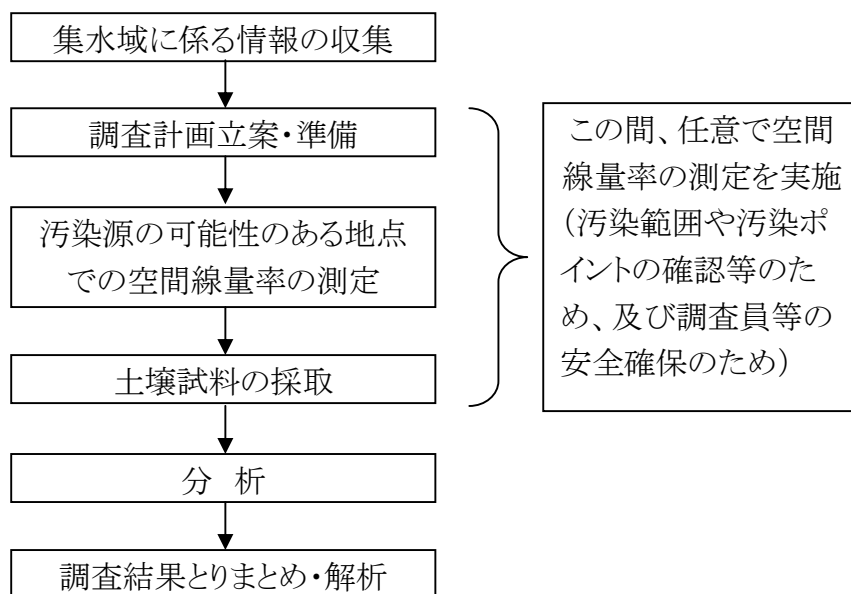 集水域に係る情報の収集
調査計画立案・準備
汚染源の可能性のある地点
での空間線量率の測定
土壌試料の採取
分 析
調査結果とりまとめ・解析
この間、任意で空間
線量率の測定を実施
（汚染範囲や汚染ポ
イントの確認等のた
め、及び調査員等の
安全確保のため）